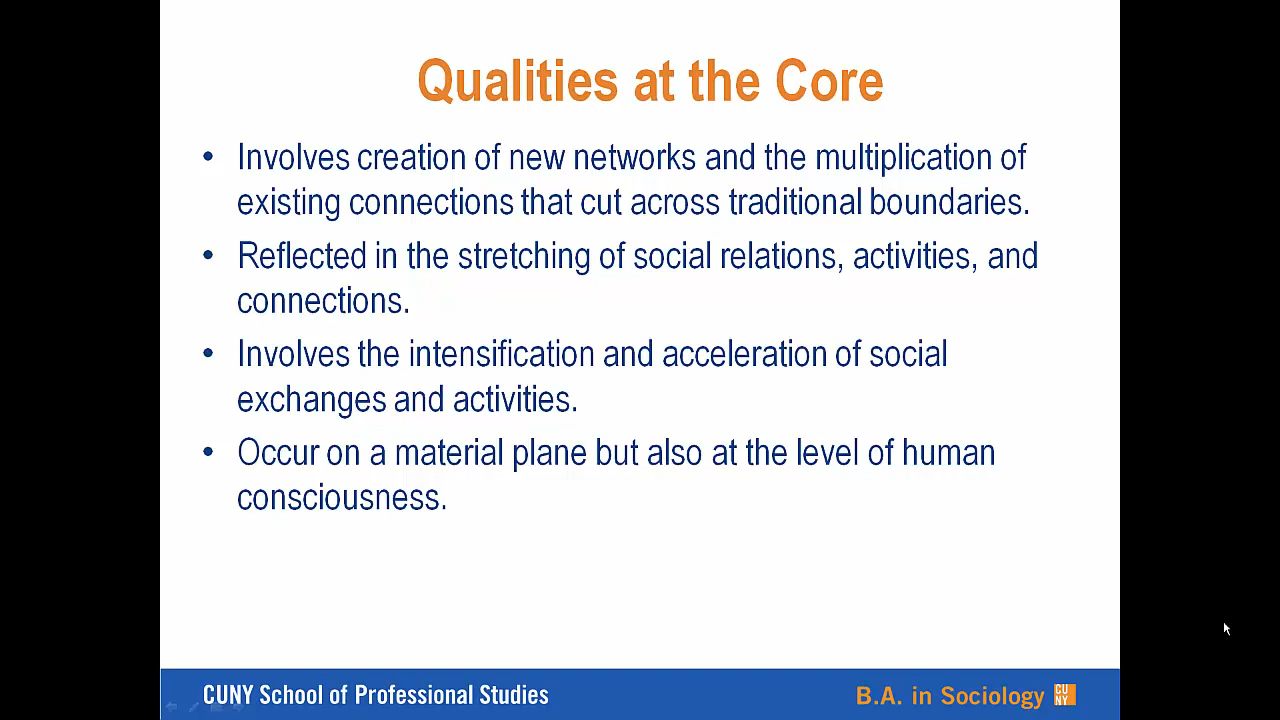 Qualities at the Core
• Involves creation of new networks and the multiplication of
existing connections that cut across traditional boundaries.
• Reflected in the stretching of social relations, activities, and
connections.
• Involves the intensification and acceleration of social
exchanges and activities.
• Occur on a material plane but also at the level of human
consciousness.
CUNY School of Professional Studies
B.A. in Sociology
CU
NY